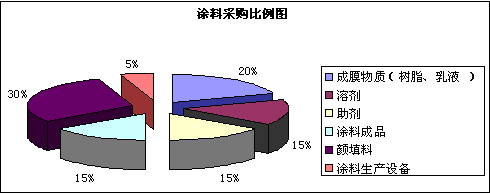 涂料采购比例图
5%
20%
30%
15%
15%
15%
成膜物质（树脂、乳液 ）
溶剂
助剂
涂料成品
颜填料
涂料生产设备